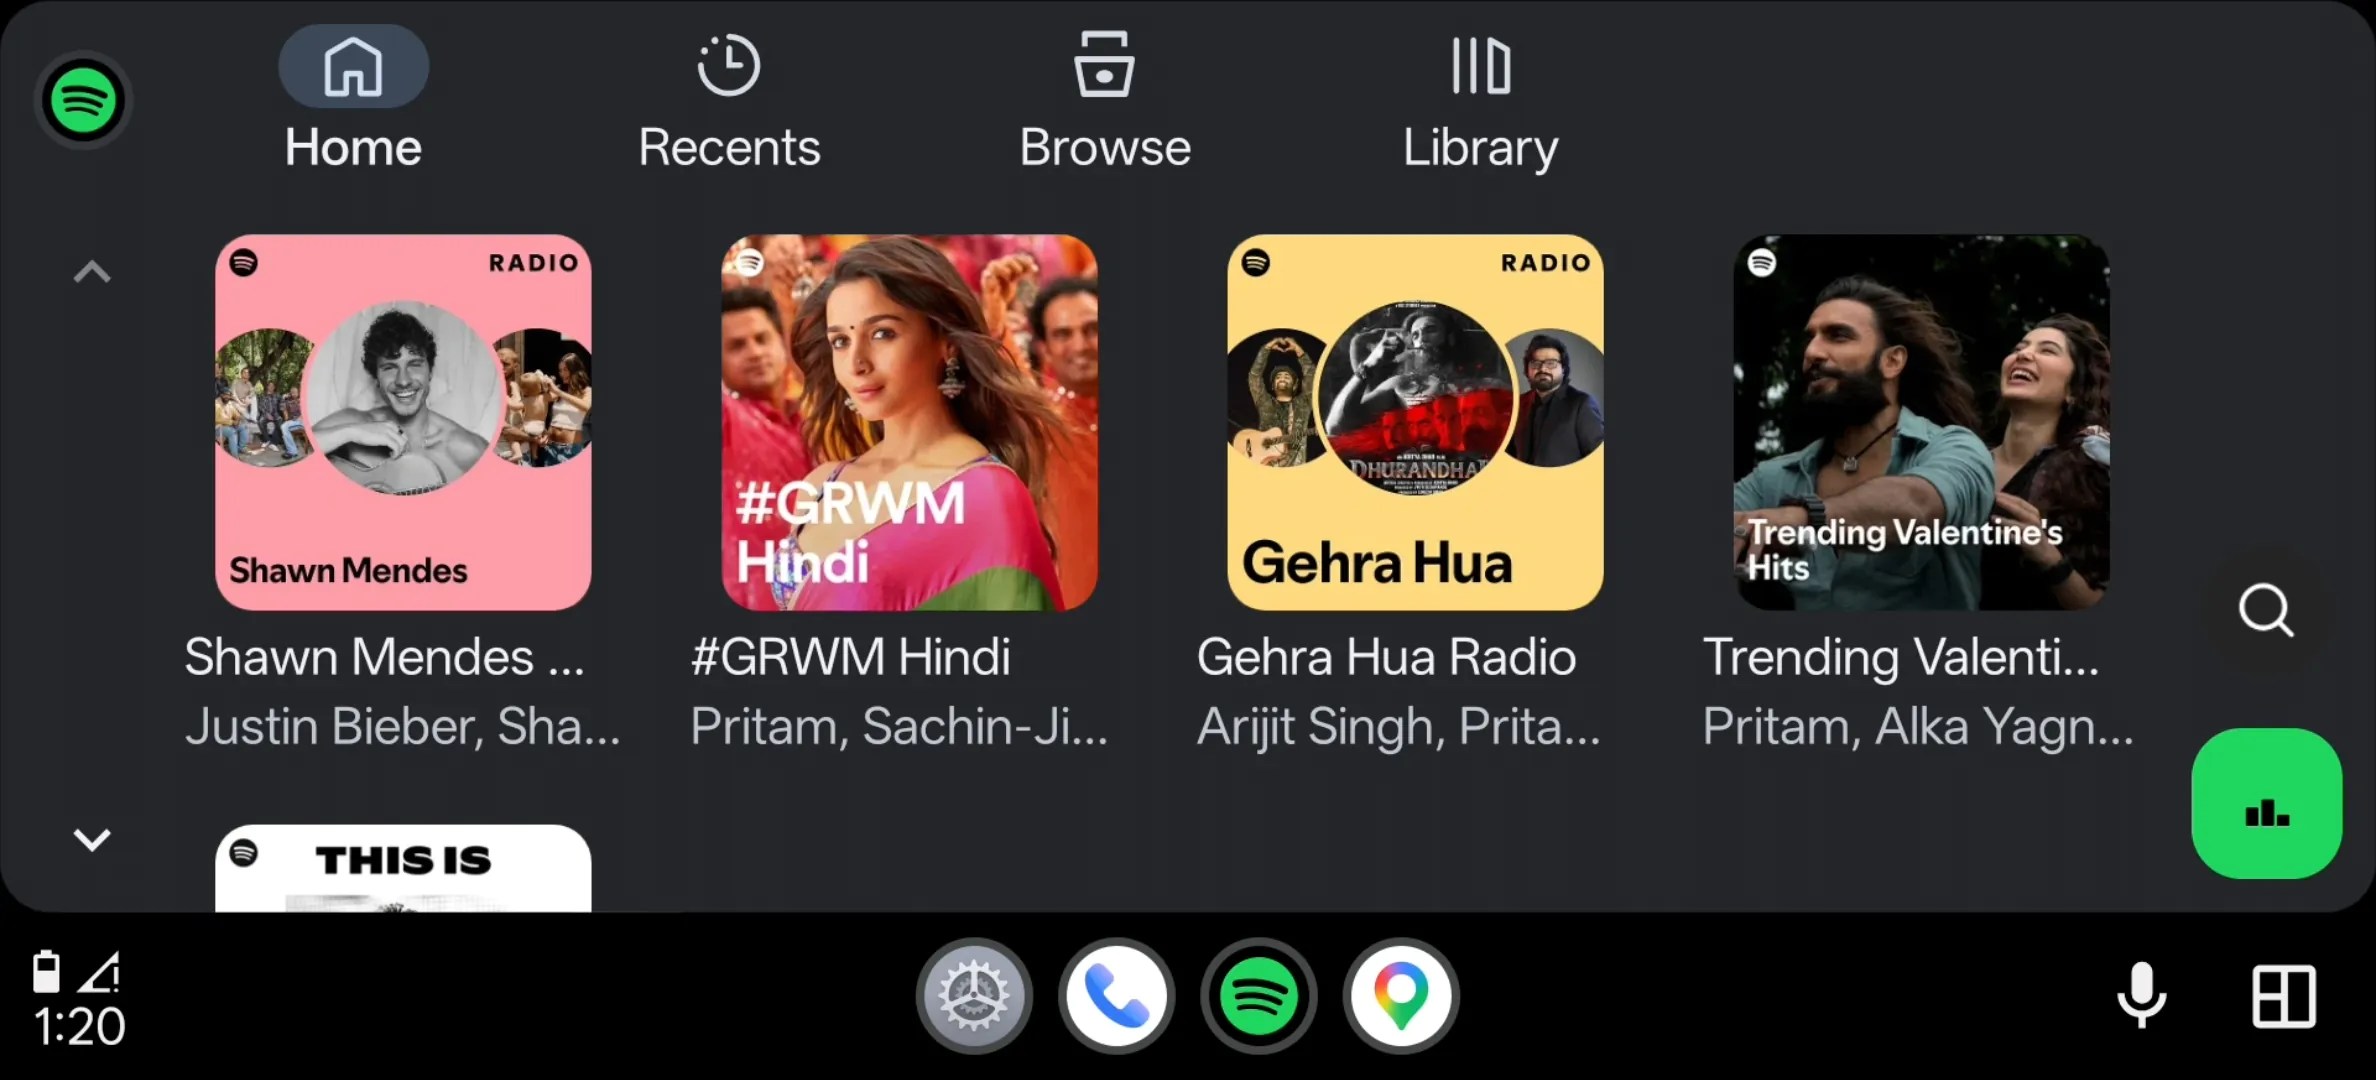 Home
Recents
Browse
Library
RADIO
Shawn Mendes
Shawn Mendes ...
Justin Bieber, Sha...
#GRWM
Hindi
#GRWM Hindi
Pritam, Sachin-Ji...
RADIO
DHURANDHA
Gehra Hua
Gehra Hua Radio
Arijit Singh, Prita...
Trending Valentine's
Hits
Trending Valenti...
Pritam, Alka Yagn...
THIS IS
1:20